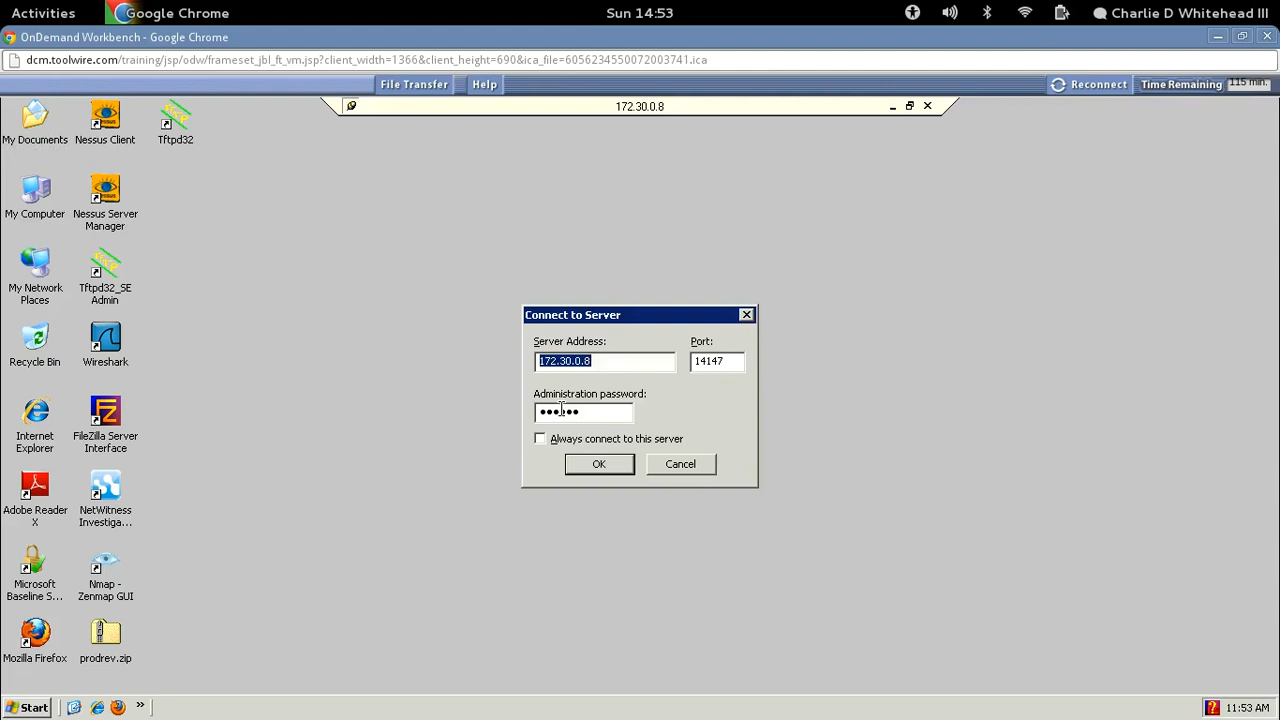 Activities
Google Chrome
Sun 14:53
Charlie D Whitehead III
OnDemand Workbench - Google Chrome
dcm.toolwire.com/training/jsp/odw/frameset_jbl_ft_vm.jsp?client_width=1366&client_height=690&ica_file=6056234550072003741.ica
File Transfer
Help
Reconnect
Time Remaining
115 min.
172.30.0.8
My Documents
Nessus Client
Tftpd32
My Computer
Nessus Server
Manager
My Network
Places
Tftpd32_SE
Admin
Recycle Bin
Wireshark
Internet
Explorer
FileZilla Server
Interface
Adobe Reader
X
NetWitness
Investiga...
Microsoft
Baseline S...
Nmap -
Zenmap GUI
Mozilla Firefox
prodrev.zip
Connect to Server
Server Address:
Port:
172.30.0.8
14147
Administration password:
••••••
Always connect to this server
OK
Cancel
Start
»
11:53 AM